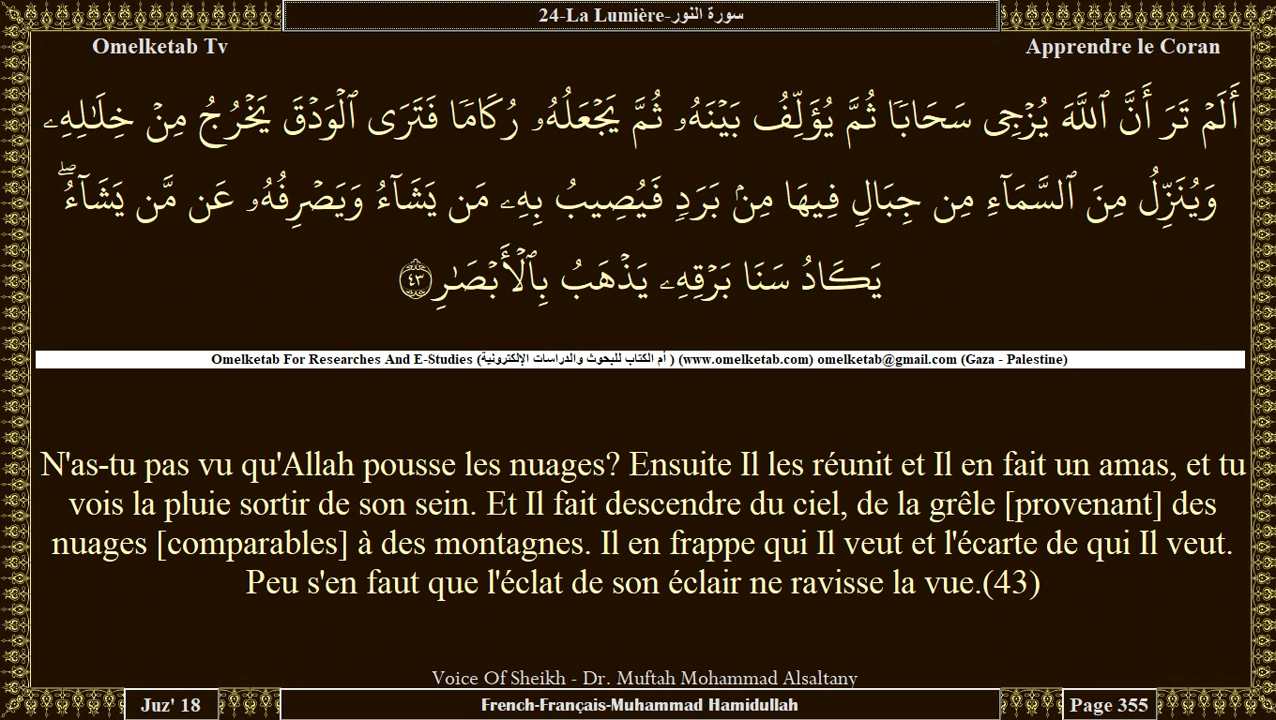 24-La Lumière-سورة النور
Omelketab Tv
Apprendre le Coran
أَلَمْ تَرَ أَنَّ ٱللَّهَ يُزْجِى سَحَابًا ثُمَّ يُؤَلِّفُ بَيْنَهُۥ ثُمَّ يَجْعَلُهُۥ رُكَامًا فَتَرَى ٱلْوَدْقَ يَخْرُجُ مِنْ خِلَـٰلِهِۦ
وَيُنَزِّلُ مِنَ ٱلسَّمَآءِ مِن جِبَالٍ فِيهَا مِنۢ بَرَدٍ فَيُصِيبُ بِهِۦ مَن يَشَآءُ وَيَصْرِفُهُۥ عَن مَّن يَشَآءُ ۖ
يَكَادُ سَنَا بَرْقِهِۦ يَذْهَبُ بِٱلْأَبْصَـٰرِ ٤٣
Omelketab For Researches And E-Studies (أم الكتاب للبحوث والدراسات الإلكترونية ) (www.omelketab.com) omelketab@gmail.com (Gaza - Palestine)
N'as-tu pas vu qu'Allah pousse les nuages? Ensuite Il les réunit et Il en fait un amas, et tu
vois la pluie sortir de son sein. Et Il fait descendre du ciel, de la grêle [provenant] des
nuages [comparables] à des montagnes. Il en frappe qui Il veut et l'écarte de qui Il veut.
Peu s'en faut que l'éclat de son éclair ne ravisse la vue.(43)
Voice Of Sheikh - Dr. Muftah Mohammad Alsaltany
Juz' 18
French-Français-Muhammad Hamidullah
Page 355